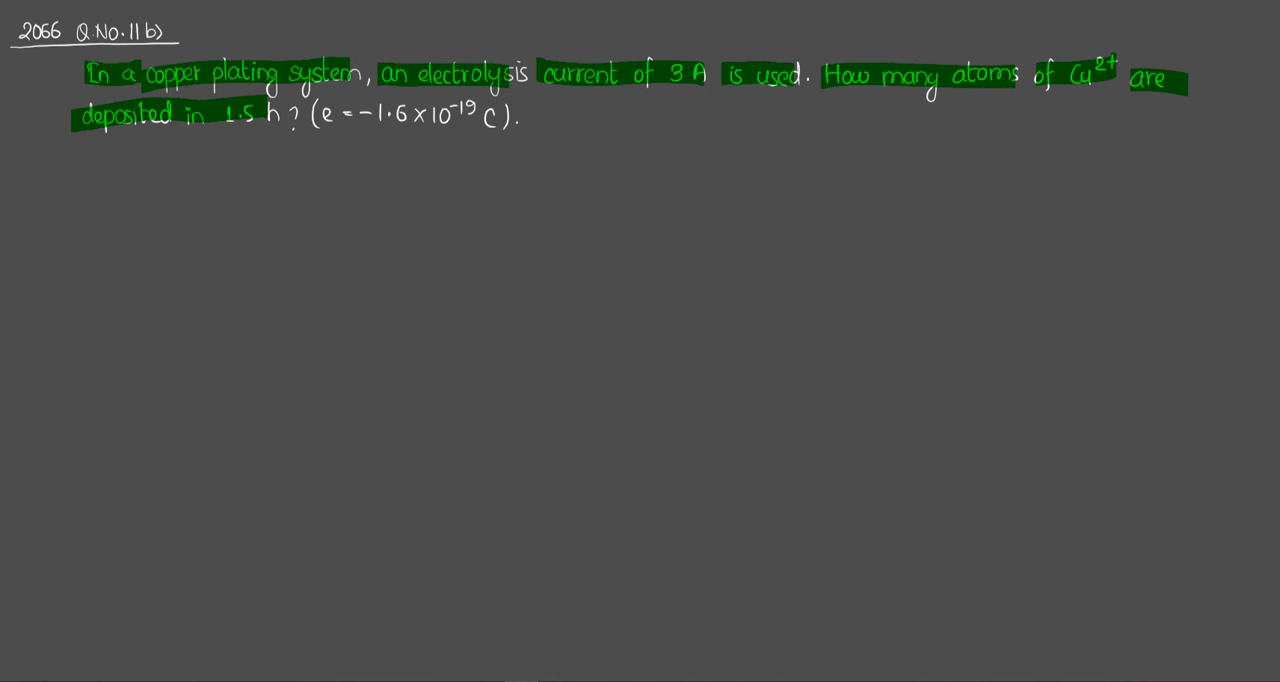 2066 Q.No.11b)
In a copper plating system, an electrolysis current of 3 A is used. How many atoms of Cu²⁺ are
deposited in 1.5 h? (e = -1.6 × 10⁻¹⁹ C).